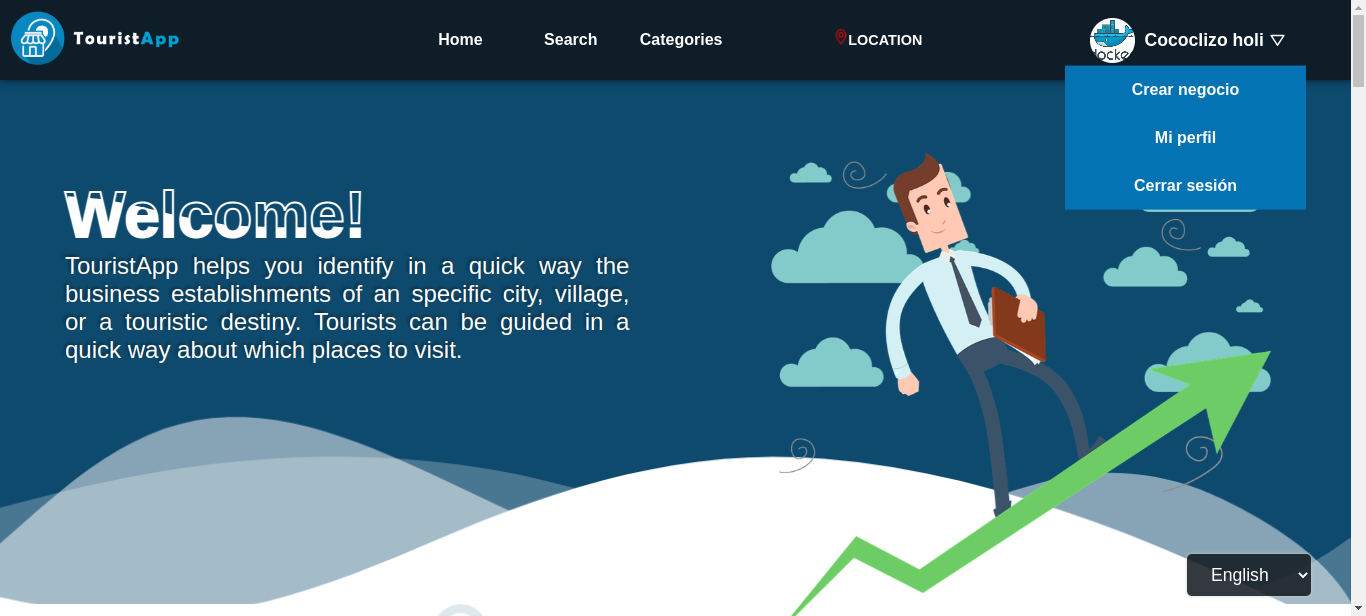 TouristApp
Home
Search
Categories
LOCATION
docke
Cococlizo holi
Crear negocio
Mi perfil
Cerrar sesión
Welcome!
TouristApp helps you identify in a quick way the
business establishments of an specific city, village,
or a touristic destiny. Tourists can be guided in a
quick way about which places to visit.
English